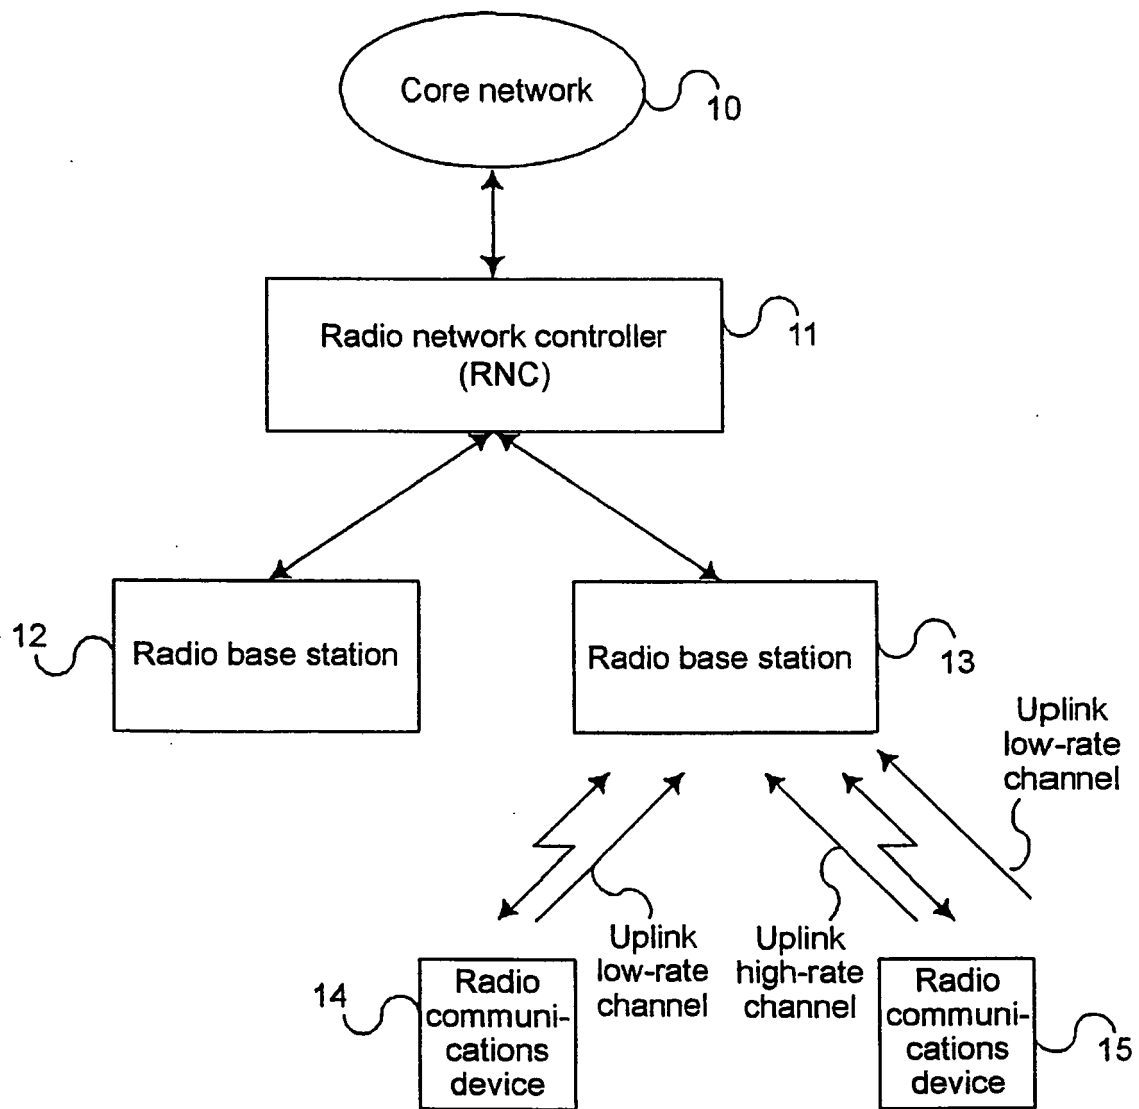 Core network
10
Radio network controller
(RNC)
11
12
Radio base station
Radio base station
13
Uplink
low-rate
channel
Uplink
low-rate
channel
Uplink
high-rate
channel
14
Radio
communi-
cations
device
Radio
communi-
cations
device
15